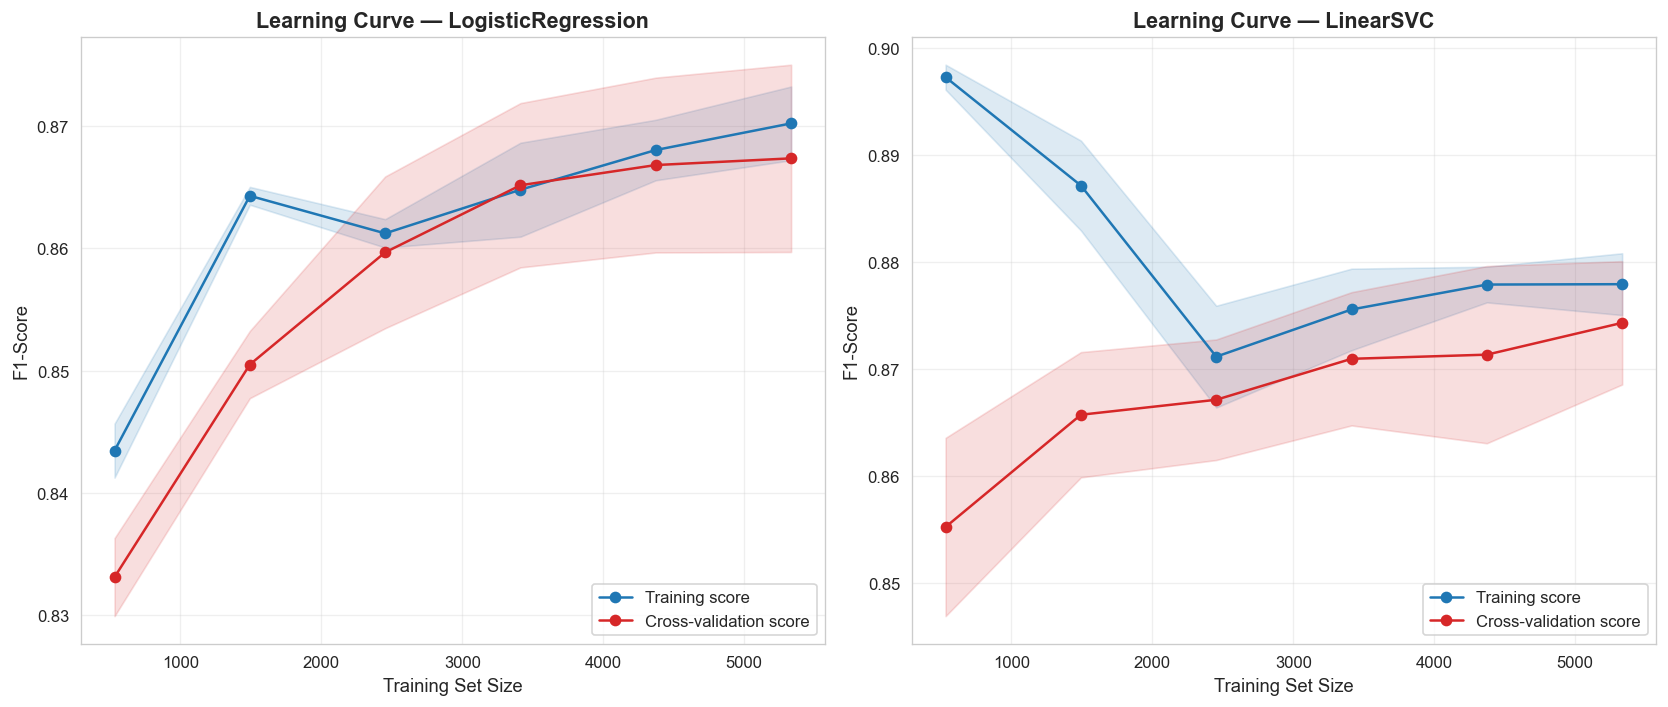 Learning Curve — LogisticRegression
F1-Score
0.87
0.86
0.85
0.84
0.83
1000 2000 3000 4000 5000
Training Set Size
Training score
Cross-validation score
Learning Curve — LinearSVC
F1-Score
0.90
0.89
0.88
0.87
0.86
0.85
1000 2000 3000 4000 5000
Training Set Size
Training score
Cross-validation score